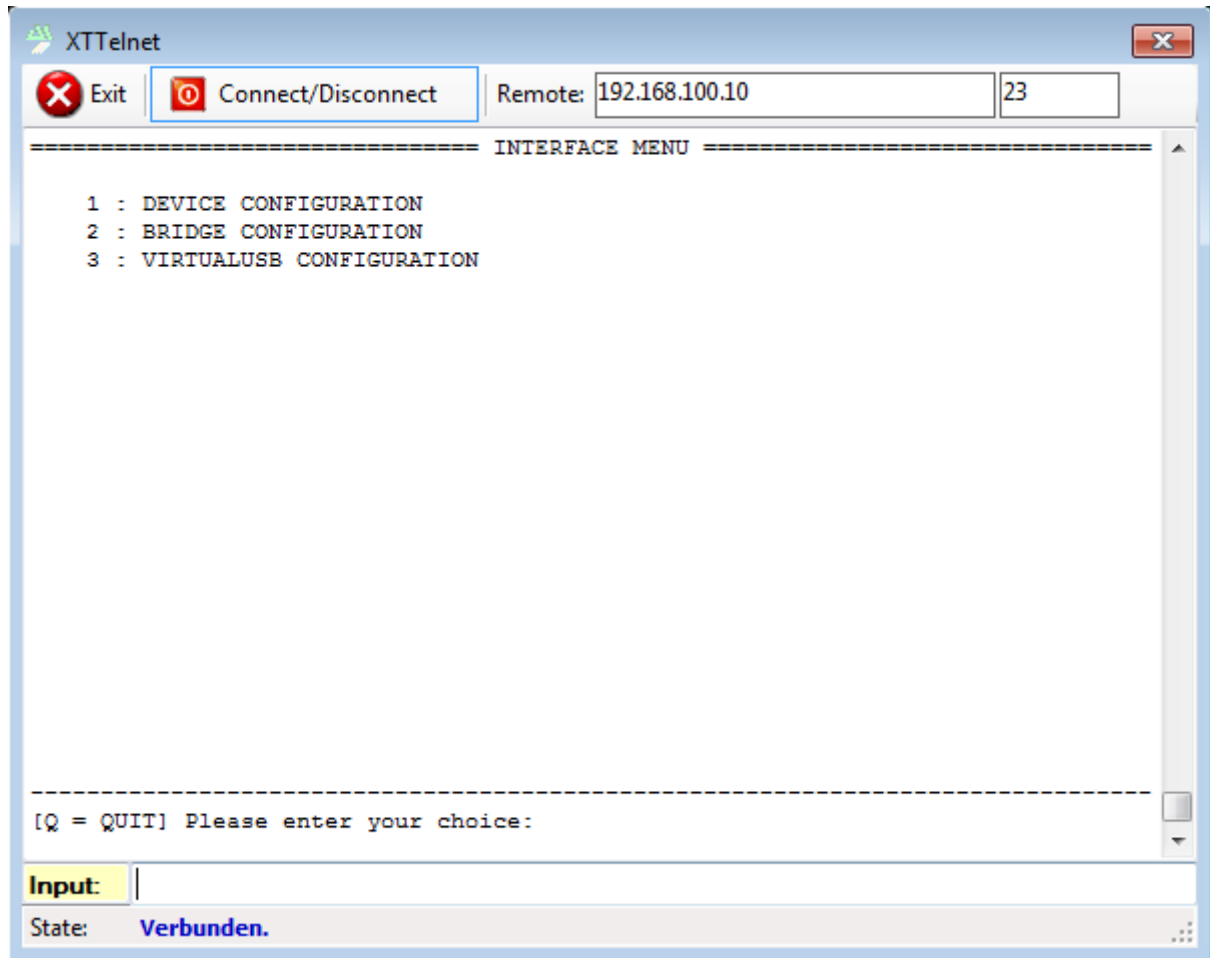 XTTelnet
Exit Connect/Disconnect Remote: 192.168.100.10 23
================================ INTERFACE MENU ================================
1 : DEVICE CONFIGURATION
2 : BRIDGE CONFIGURATION
3 : VIRTUALUSB CONFIGURATION
--------------------------------------------------------------------------------
[Q = QUIT] Please enter your choice:
Input:
State: Verbunden.